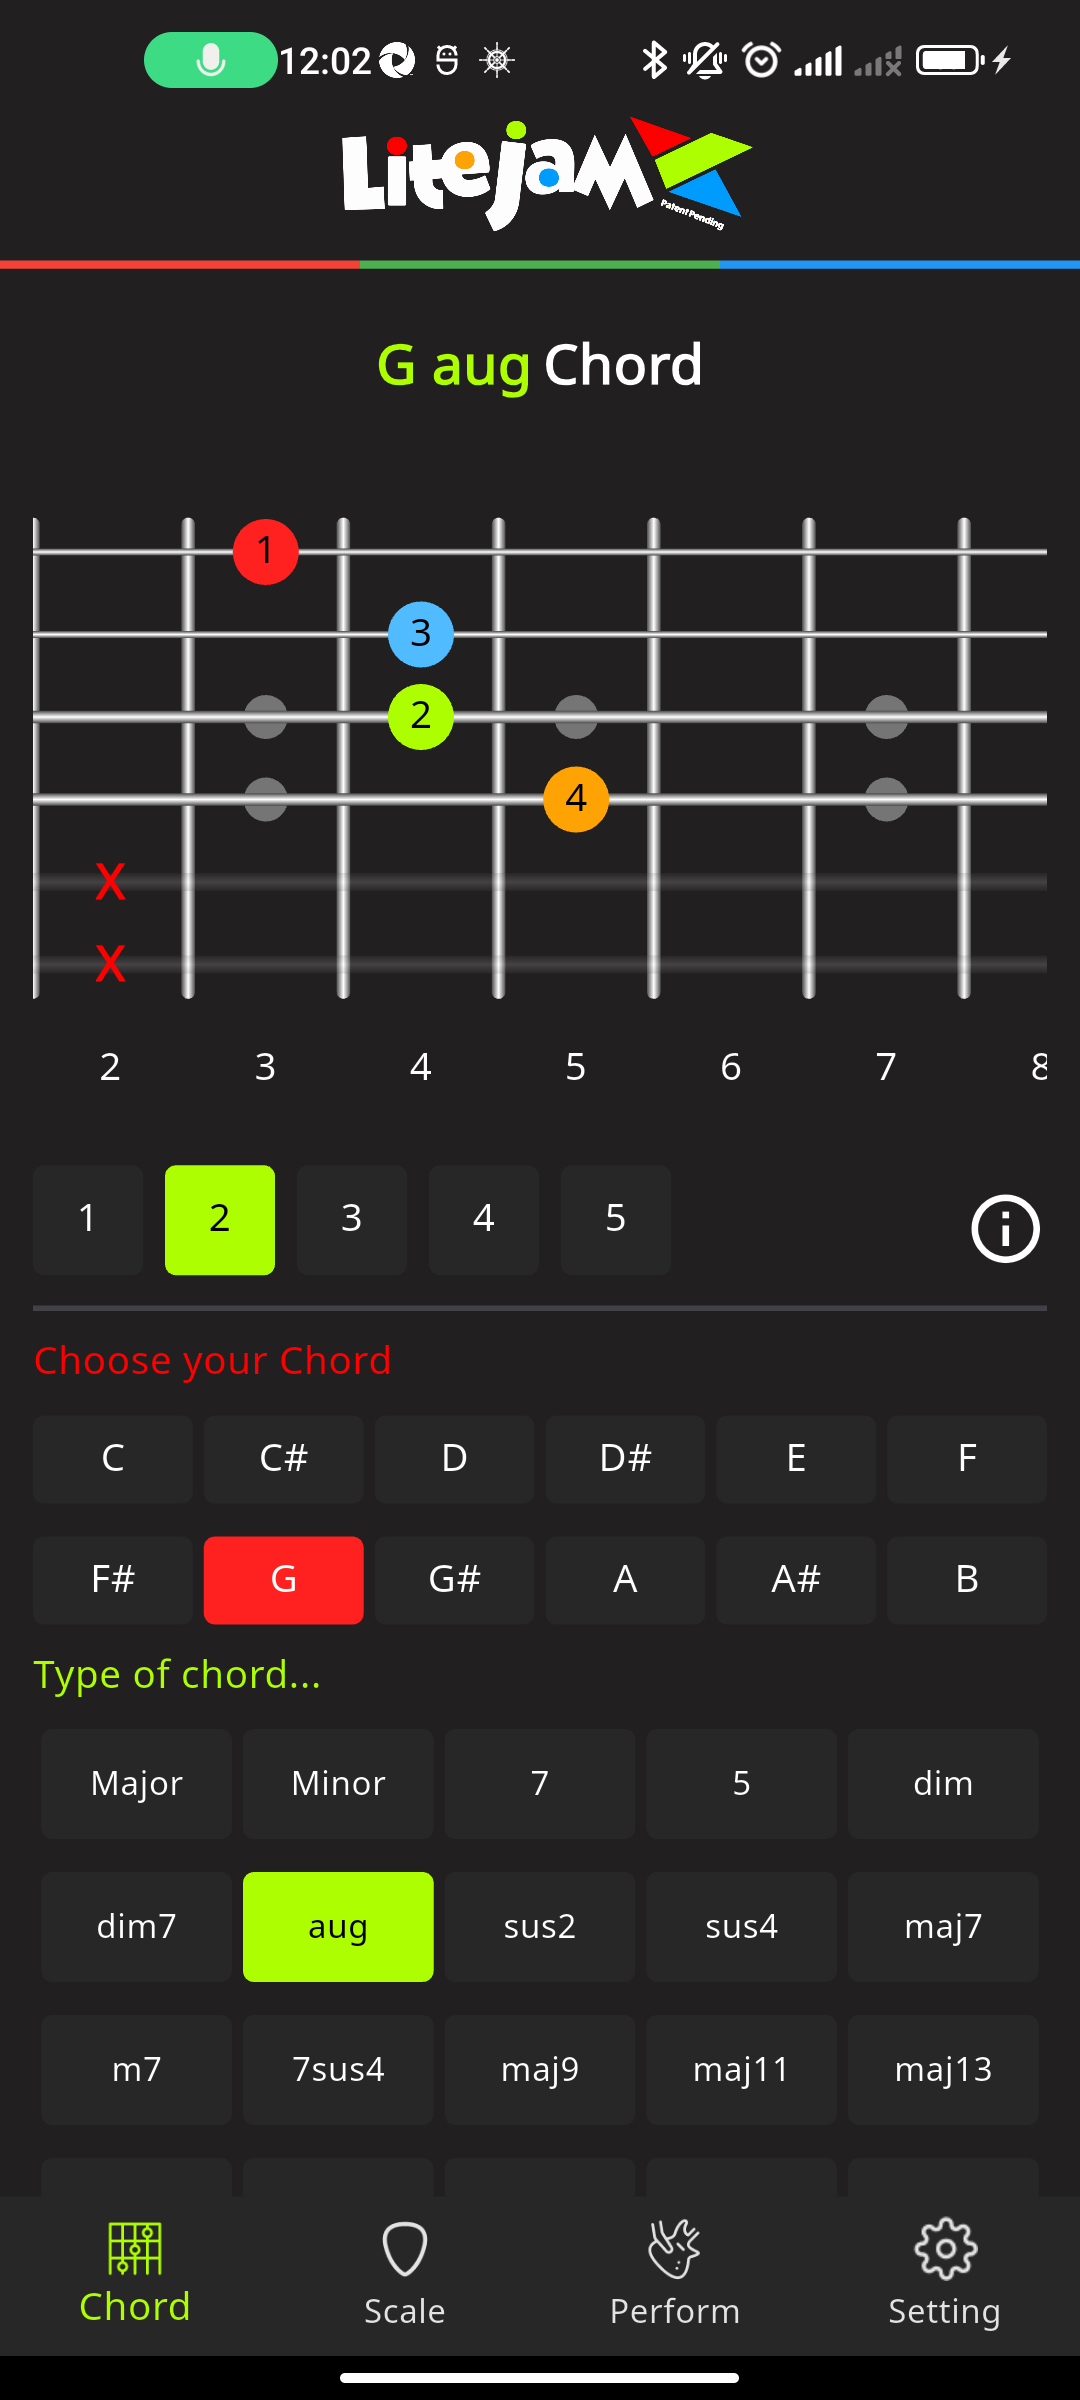 12:02
LiteJam
Patent Pending
G aug Chord
1
3
2
4
X
X
2 3 4 5 6 7 8
1 2 3 4 5
Choose your Chord
C C# D D# E F
F# G G# A A# B
Type of chord...
Major Minor 7 5 dim
dim7 aug sus2 sus4 maj7
m7 7sus4 maj9 maj11 maj13
Chord Scale Perform Setting